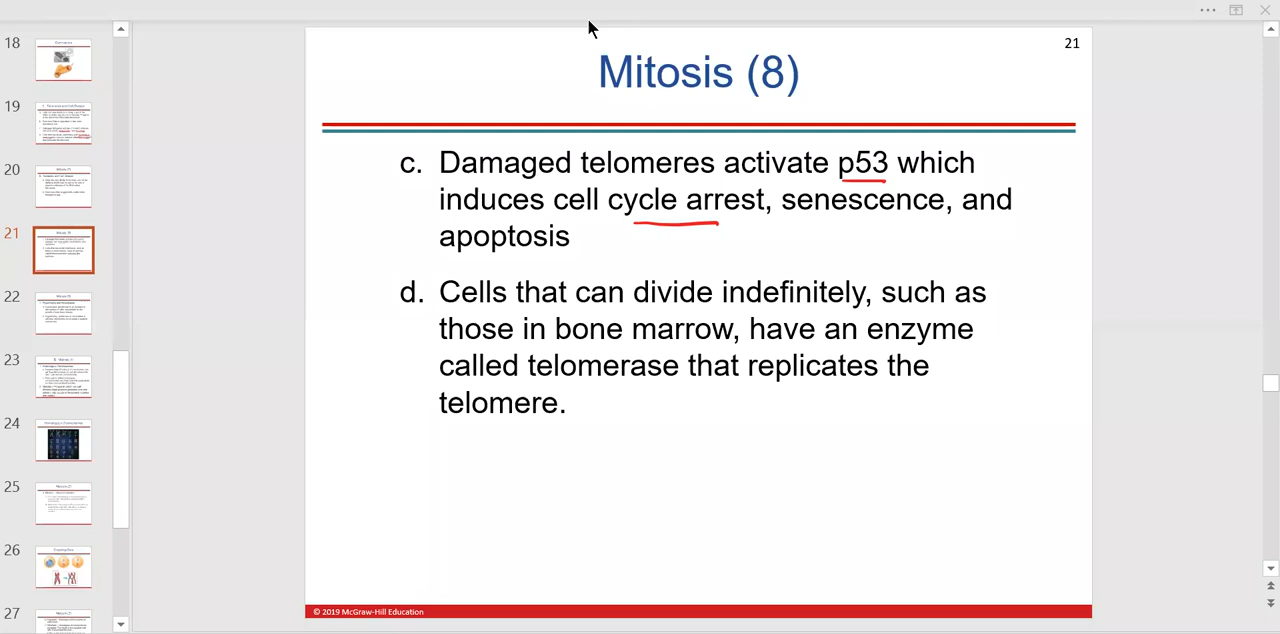 21
Mitosis (8)
c. Damaged telomeres activate p53 which
induces cell cycle arrest, senescence, and
apoptosis
d. Cells that can divide indefinitely, such as
those in bone marrow, have an enzyme
called telomerase that replicates the
telomere.
© 2019 McGraw-Hill Education
18
19
20
21
22
23
24
25
26
27